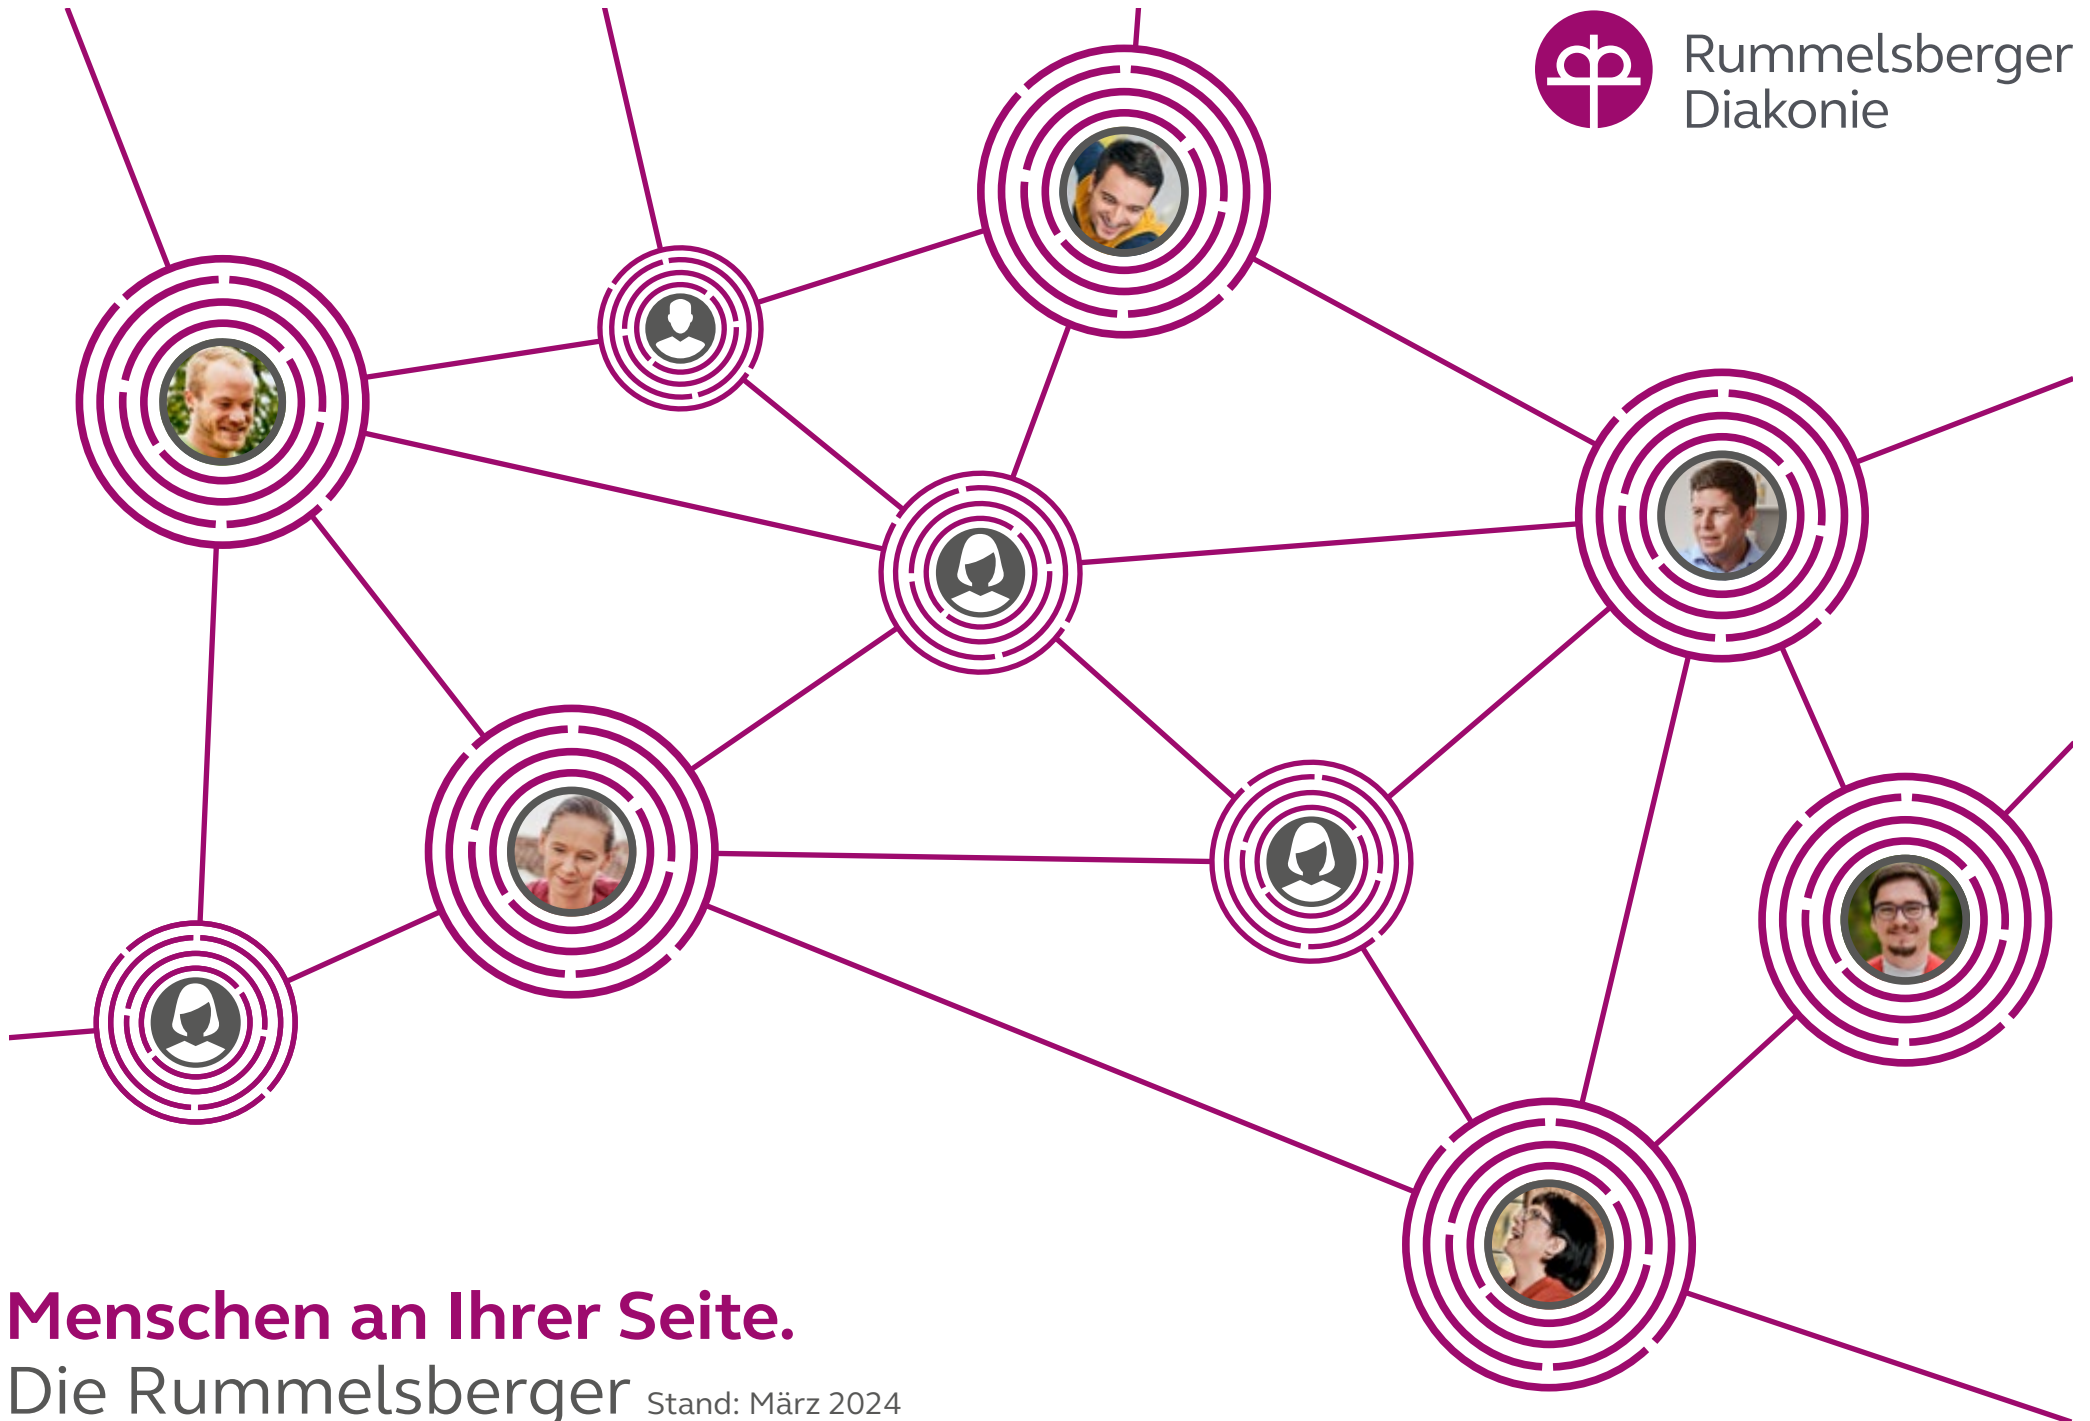 Rummelsberger
Diakonie
Menschen an Ihrer Seite.
Die Rummelsberger Stand: März 2024